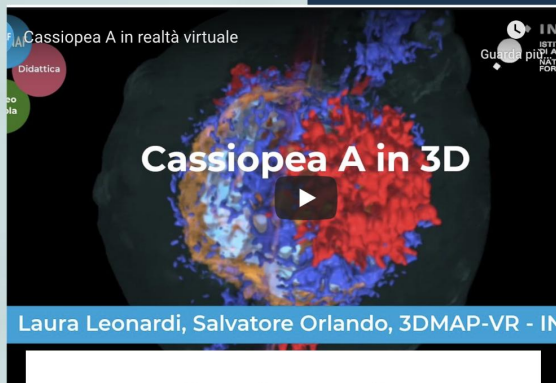 Cassiopea A in realtà virtuale
Guarda più
Didattica
Cassiopea A in 3D
Laura Leonardi, Salvatore Orlando, 3DMAP-VR - IN